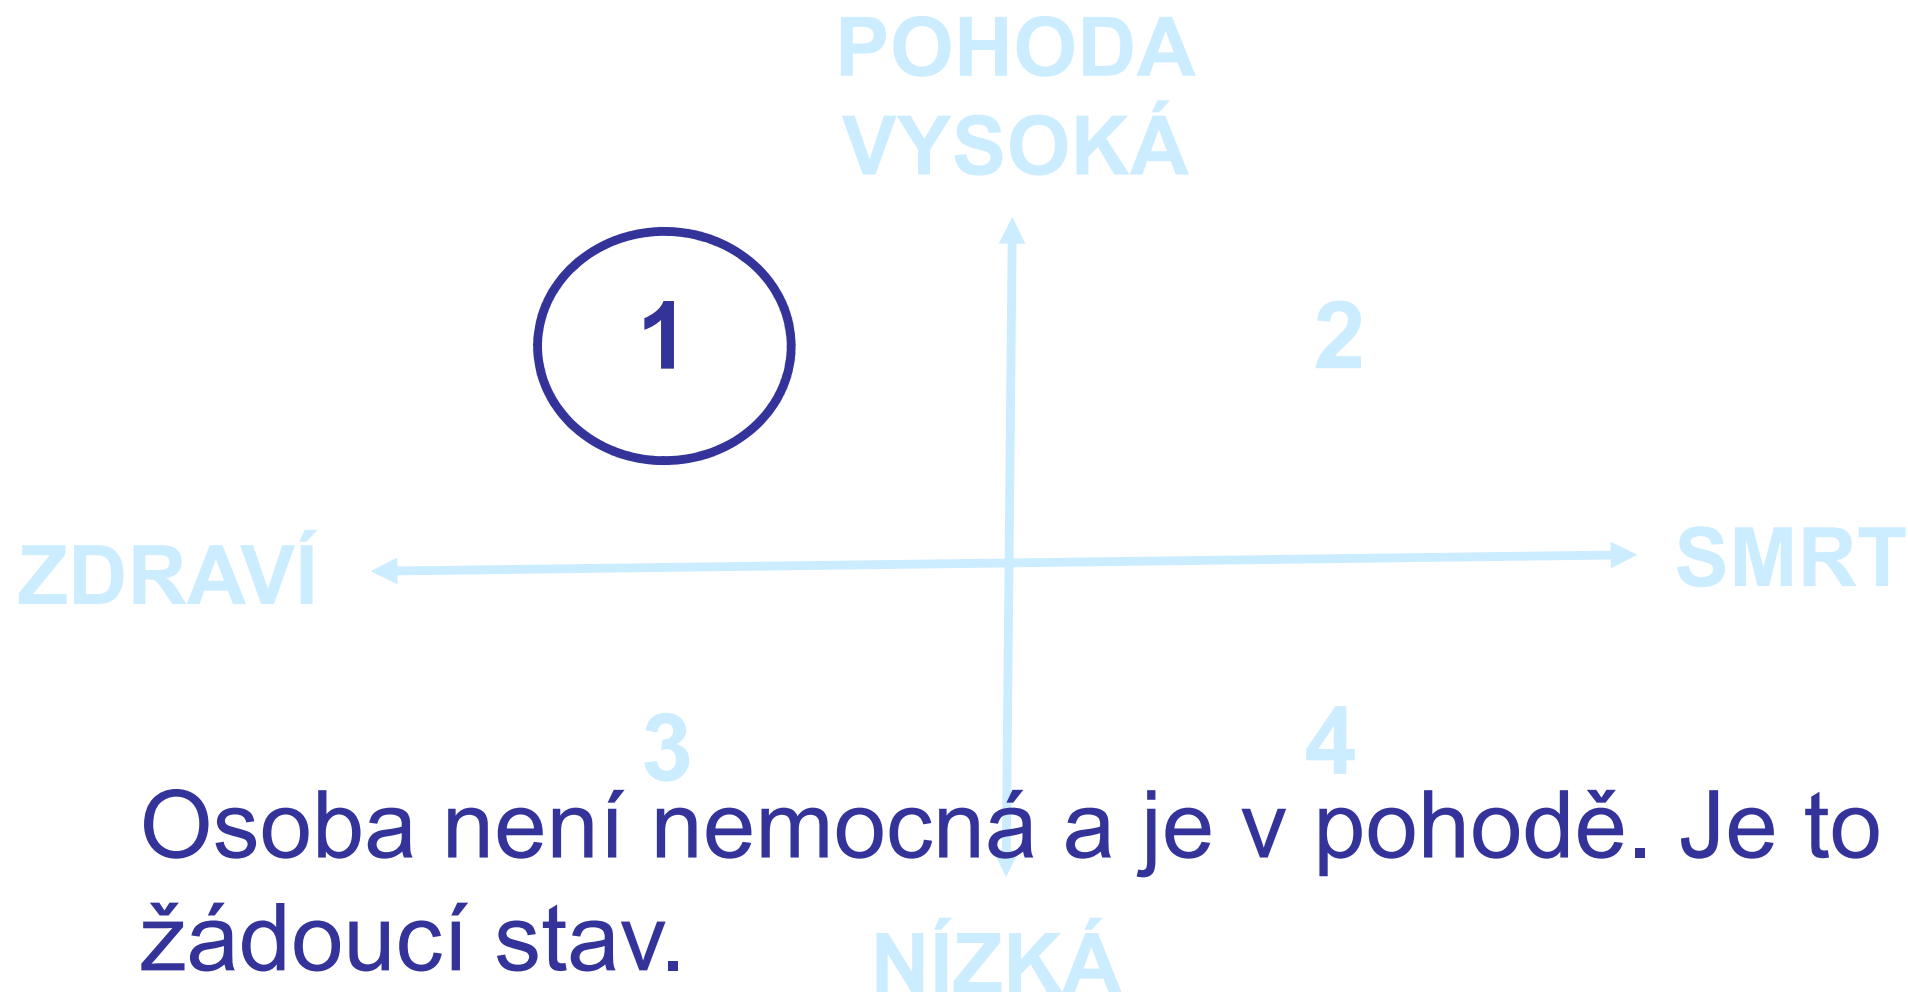 POHODA
VYSOKÁ
1
2
ZDRAVÍ
SMRT
3
4
Osoba není nemocná a je v pohodě. Je to
žádoucí stav.
NÍZKÁ